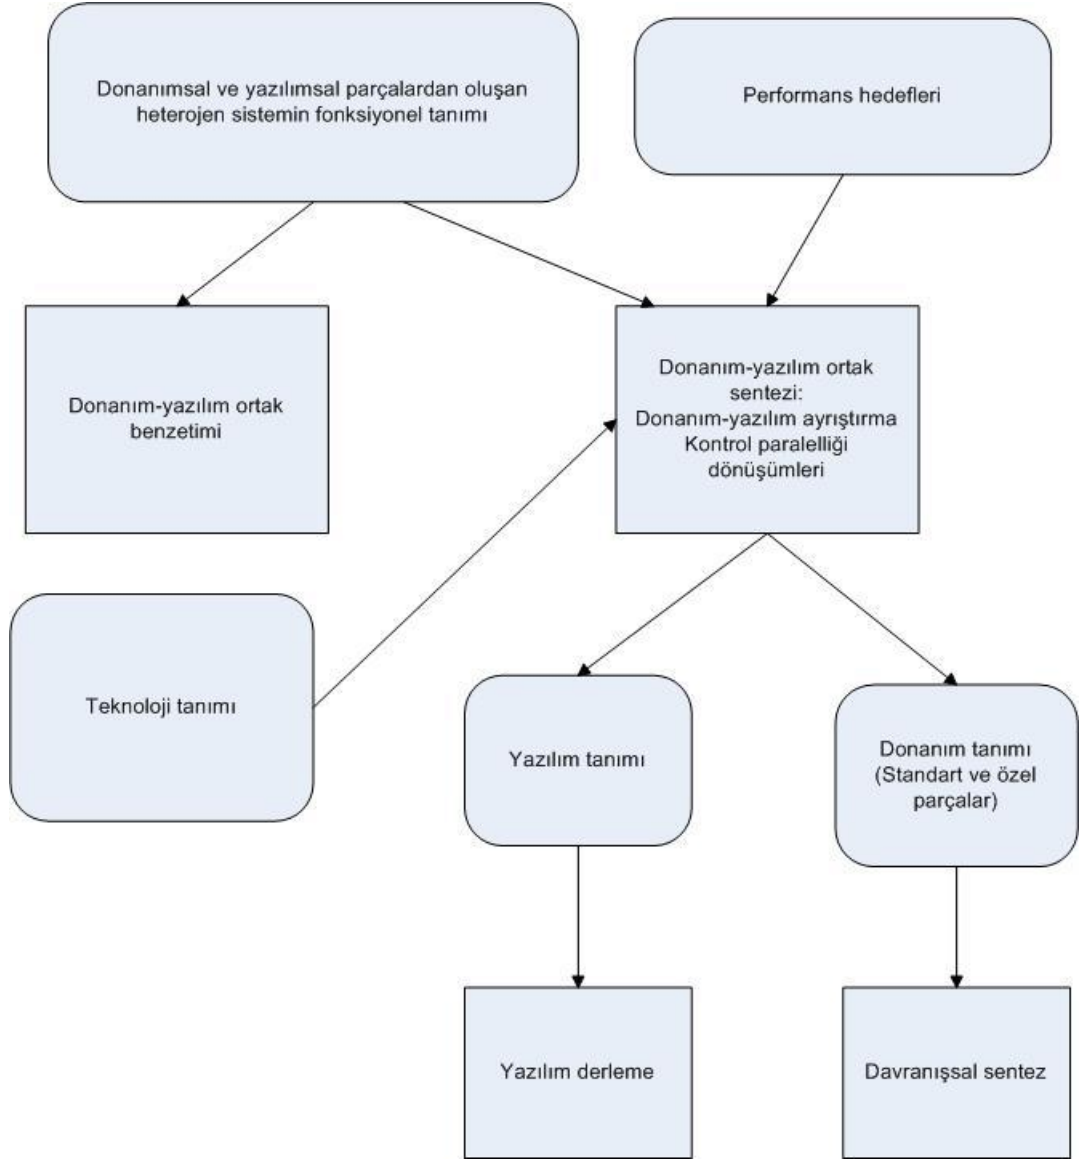 Donanımsal ve yazılımsal parçalardan oluşan
heterojen sistemin fonksiyonel tanımı
Performans hedefleri
Donanım-yazılım ortak
benzetimi
Donanım-yazılım ortak
sentezi:
Donanım-yazılım ayrıştırma
Kontrol paralelliği
dönüşümleri
Teknoloji tanımı
Yazılım tanımı
Donanım tanımı
(Standart ve özel
parçalar)
Yazılım derleme
Davranışsal sentez